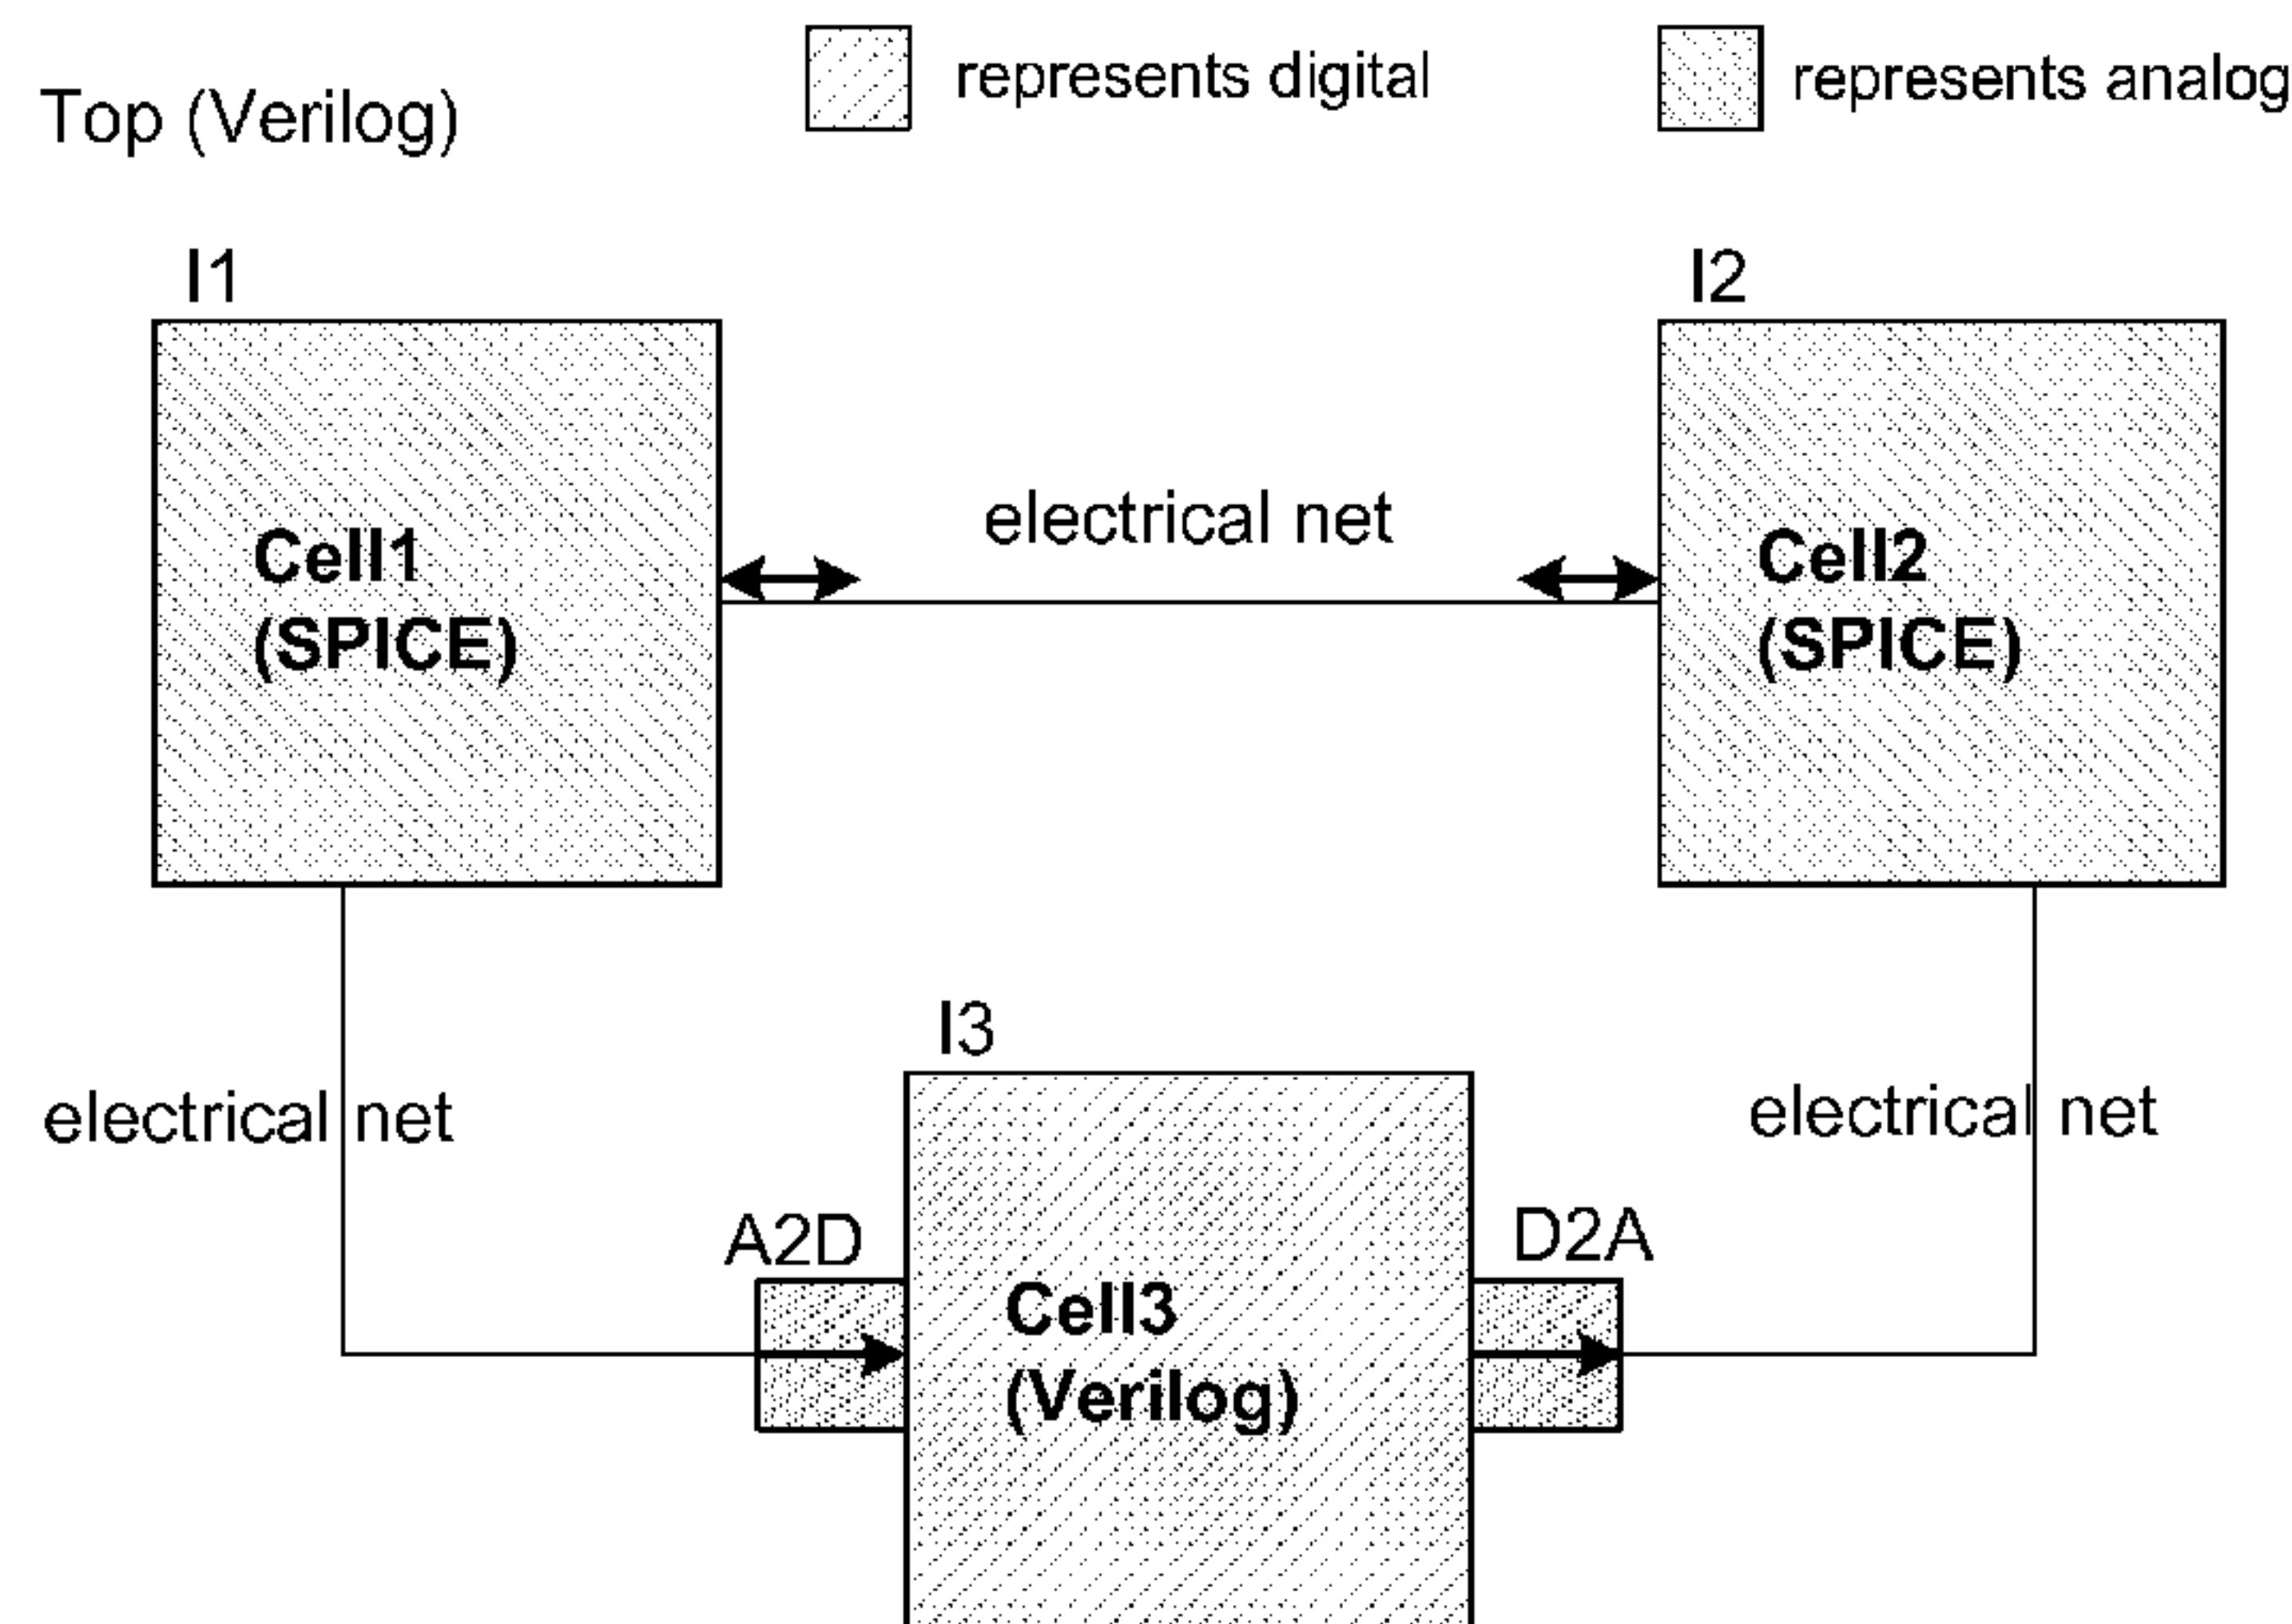 Top (Verilog)
represents digital
represents analog
I1
I2
Cell1
(SPICE)
electrical net
Cell2
(SPICE)
I3
electrical net
electrical net
A2D
D2A
Cell3
(Verilog)